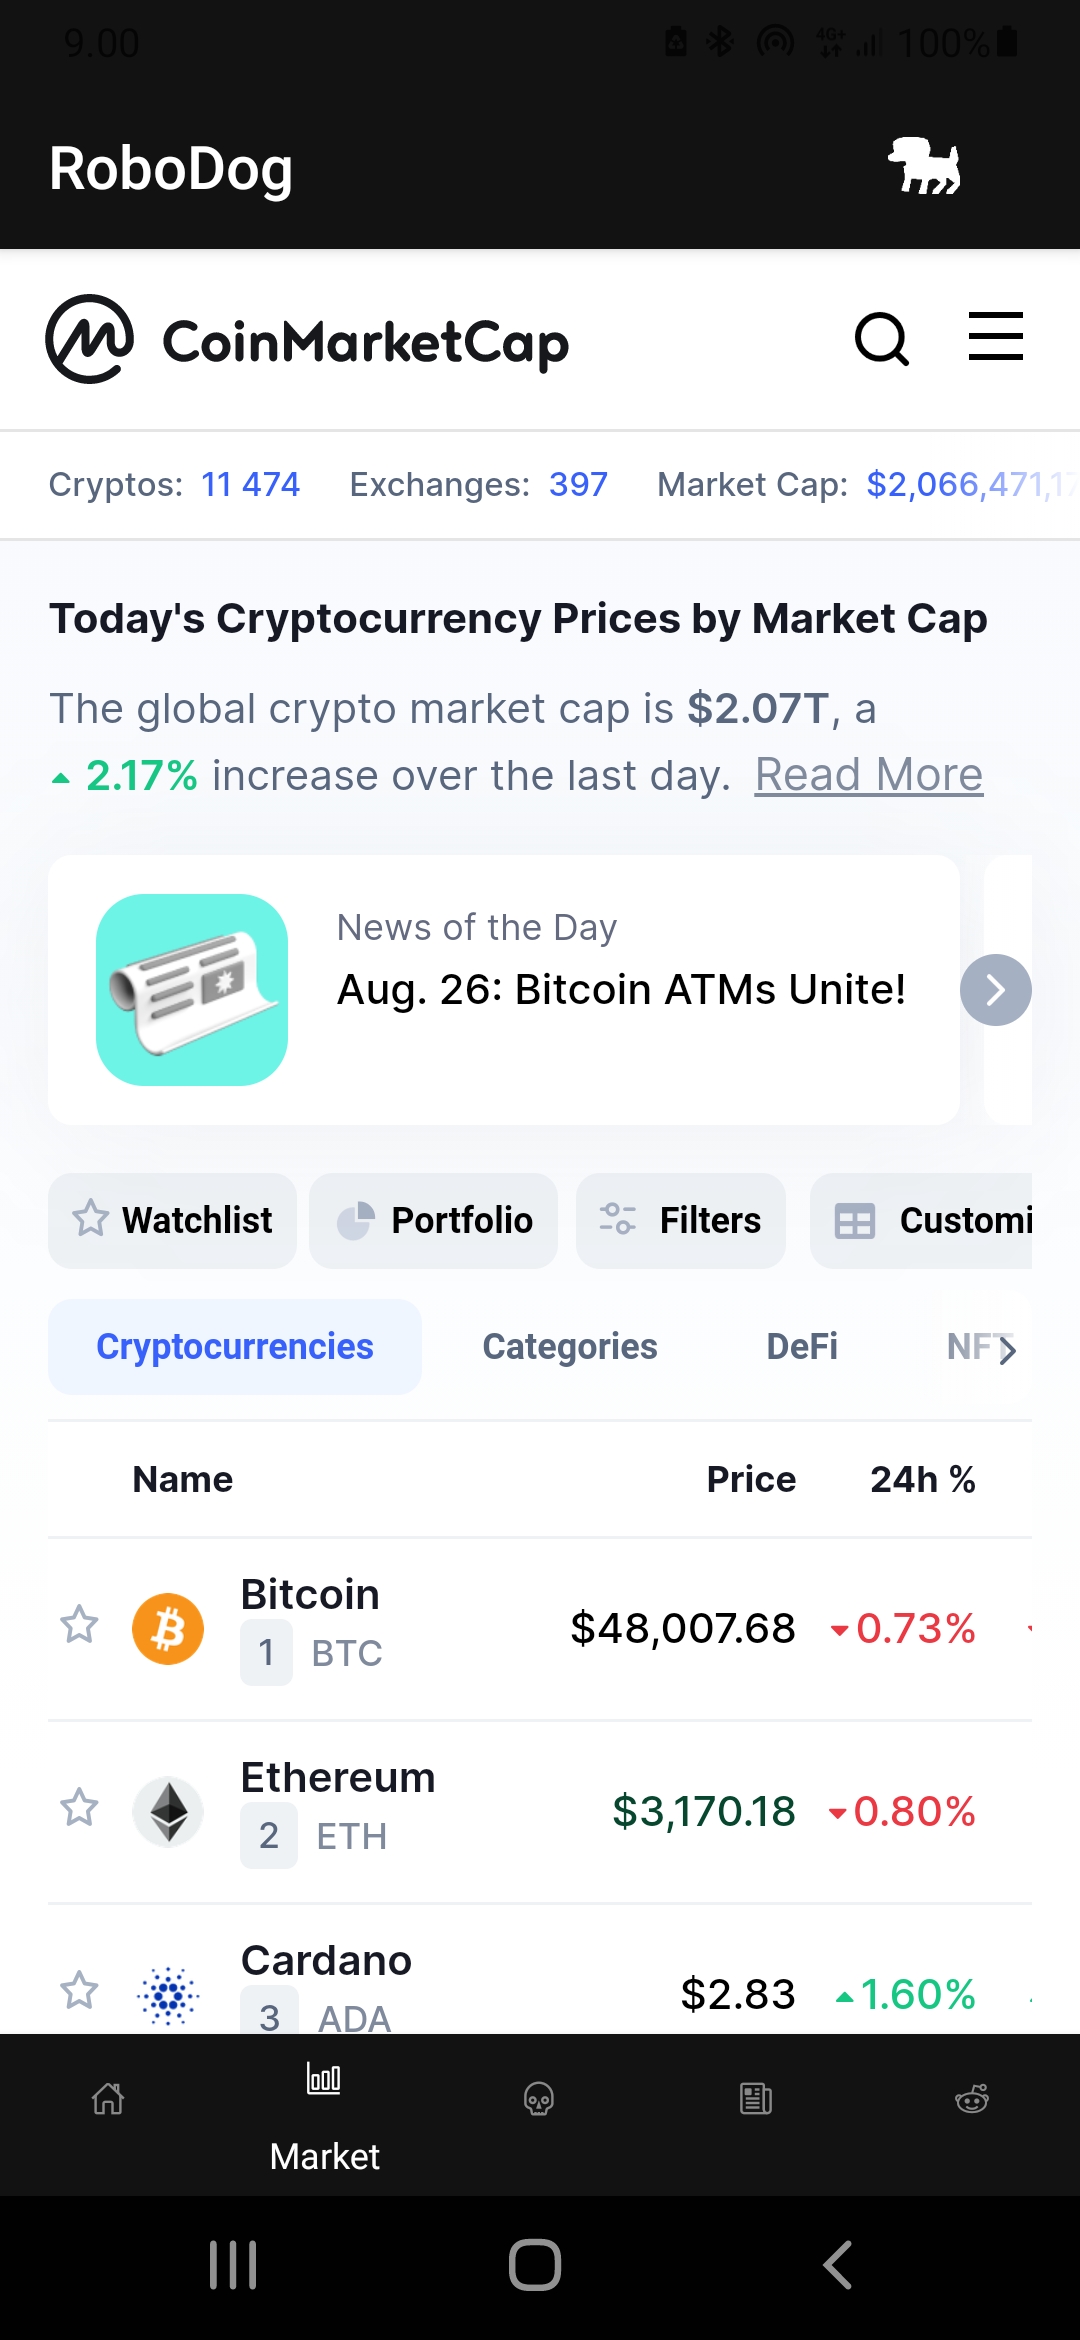 9.00
4G+ 100%
RoboDog
CoinMarketCap
Cryptos: 11 474 Exchanges: 397 Market Cap: $2,066,471,17
Today's Cryptocurrency Prices by Market Cap
The global crypto market cap is $2.07T, a
2.17% increase over the last day. Read More
News of the Day
Aug. 26: Bitcoin ATMs Unite!
Watchlist Portfolio Filters Customi
Cryptocurrencies Categories DeFi NFT
Name Price 24h %
Bitcoin
1 BTC $48,007.68 0.73%
Ethereum
2 ETH $3,170.18 0.80%
Cardano
3 ADA $2.83 1.60%
Market